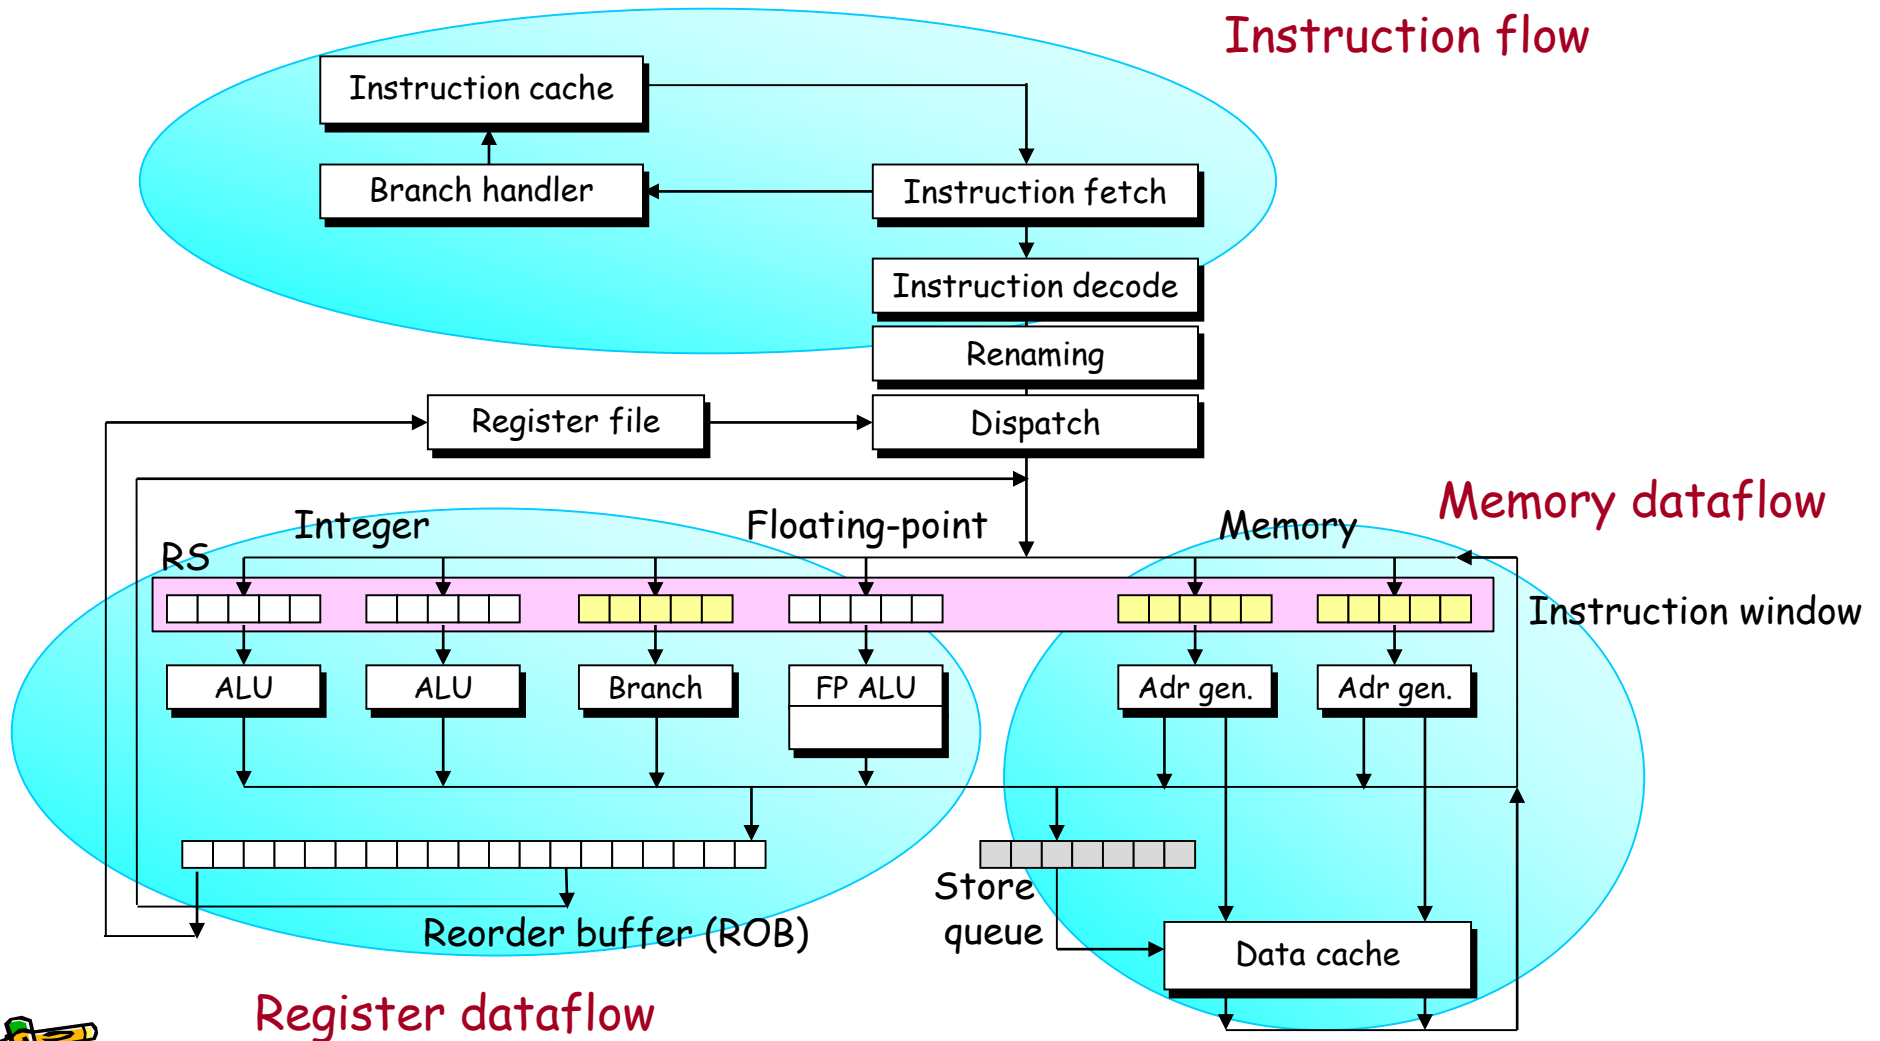 Instruction flow
Instruction cache
Branch handler
Instruction fetch
Instruction decode
Renaming
Register file
Dispatch
Memory dataflow
Integer
Floating-point
Memory
RS
Instruction window
ALU
ALU
Branch
FP ALU
Adr gen.
Adr gen.
Store
queue
Reorder buffer (ROB)
Data cache
Register dataflow